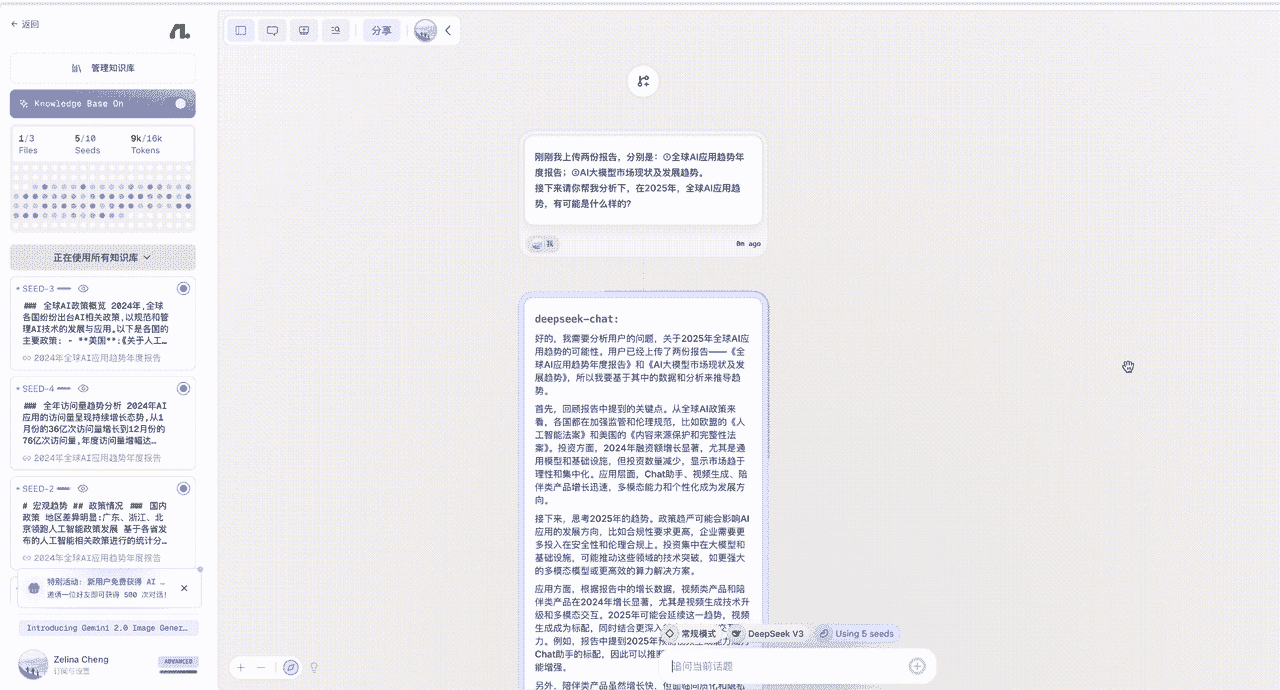 ← 返回
管理知识库
Knowledge Base On
1/3
5/10
9k/16k
Files
Seeds
Tokens
正在使用所有知识库
SEED-3
### 全球AI政策概览 2024年,全球
各国纷纷出台AI相关政策,以规范和管
理AI技术的发展与应用。以下是各国的
主要政策: - **美国**:《关于人工…
2024年全球AI应用趋势年度报告
SEED-4
### 全年访问量趋势分析 2024年AI
应用的访问量呈现持续增长态势,从1
月份的36亿次访问量增长到12月份的
76亿次访问量,年度访问量增幅达…
2024年全球AI应用趋势年度报告
SEED-2
# 宏观趋势 ## 政策情况 ### 国内
政策 地区差异明显:广东、浙江、北
京领跑人工智能政策发展 基于各省发
布的人工智能相关政策进行的统计分…
2024年全球AI应用趋势年度报告
特别活动: 新用户免费获得 AI …
邀请一位好友即可获得 500 次对话!
Introducing Gemini 2.0 Image Gener…
Zelina Cheng
订阅与设置
ADVANCED
分享
刚刚我上传两份报告，分别是：①全球AI应用趋势年
度报告；②AI大模型市场现状及发展趋势。
接下来请你帮我分析下，在2025年，全球AI应用趋
势，有可能是什么样的?
我
0m ago
deepseek-chat:
好的，我需要分析用户的问题，关于2025年全球AI应
用趋势的可能性。用户已经上传了两份报告——《全
球AI应用趋势年度报告》和《AI大模型市场现状及发
展趋势》，所以我要基于其中的数据和分析来推导趋
势。
首先，回顾报告中提到的关键点。从全球AI政策来
看，各国都在加强监管和伦理规范，比如欧盟的《人
工智能法案》和美国的《内容来源保护和完整性法
案》。投资方面，2024年融资额增长显著，尤其是通
用模型和基础设施，但投资数量减少，显示市场趋于
理性和集中化。应用层面，Chat助手、视频生成、陪
伴类产品增长迅速，多模态能力和个性化成为发展方
向。
接下来，思考2025年的趋势。政策趋严可能会影响AI
应用的发展方向，比如合规性要求更高，企业需要更
多投入在安全性和伦理合规上。投资集中在大模型和
基础设施，可能推动这些领域的技术突破，如更强大
的多模态模型或更高效的算力解决方案。
应用方面，根据报告中的增长数据，视频类产品和陪
伴类产品在2024年增长显著，尤其是视频生成技术升
级和多模态交互。2025年可能会延续这一趋势，视频
生成成为标配，同时结合更深入
力。例如，报告中提到2025年
Chat助手的标配，因此可以推断
能增强。
另外，陪伴类产品虽然增长快，但面临同质化和隐私
常规模式
DeepSeek V3
Using 5 seeds
追问当前话题